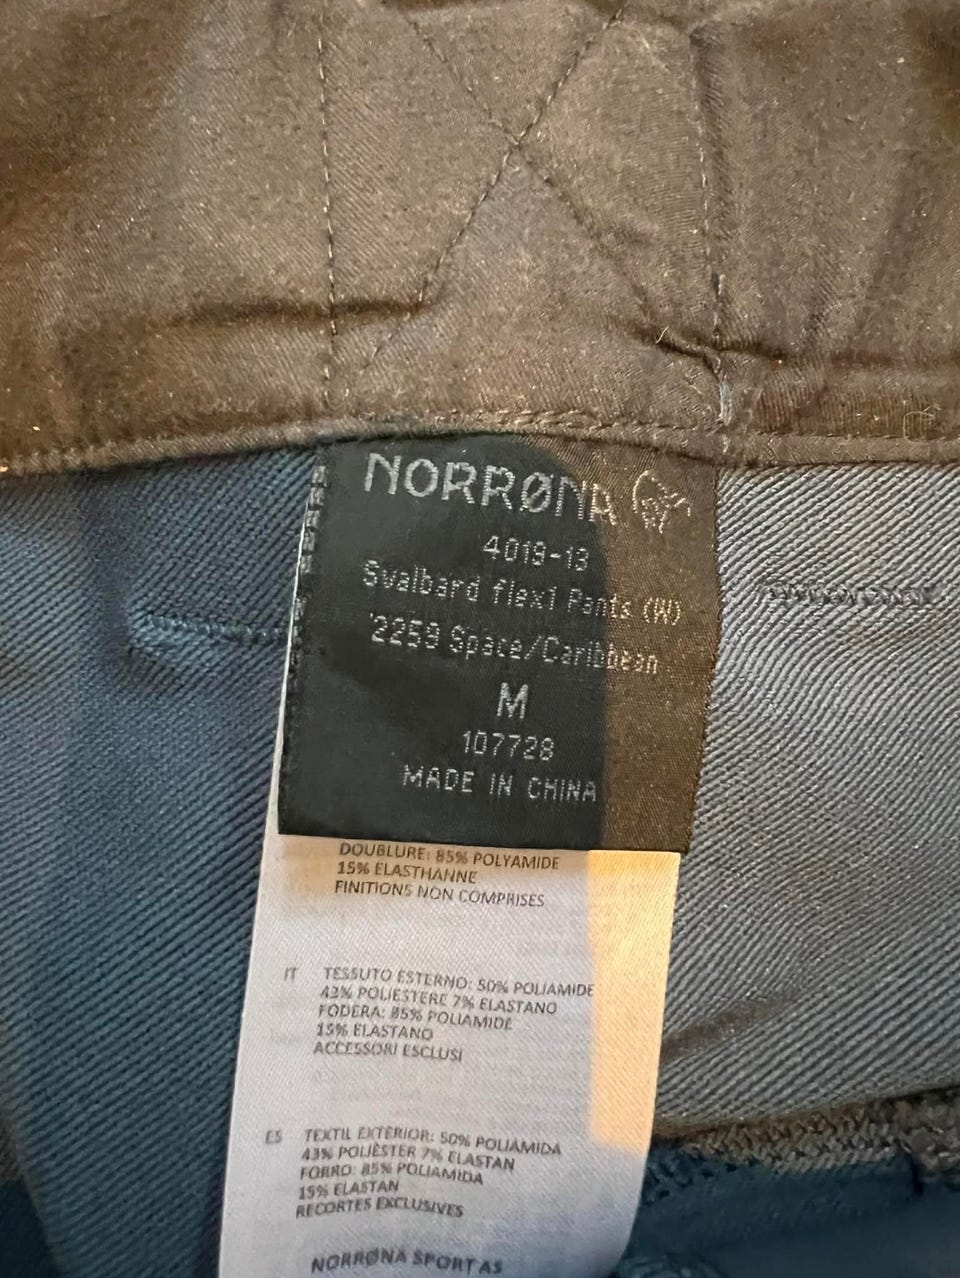 NORRØNA
4019-13
Svalbard flex1 Pants (W)
2259 Space/Caribbean
M
107728
MADE IN CHINA
DOUBLURE: 85% POLYAMIDE
15% ELASTHANNE
FINITIONS NON COMPRISES
IT TESSUTO ESTERNO: 50% POLIAMIDE
43% POLIESTERE 7% ELASTANO
FODERA: 85% POLIAMIDE
15% ELASTANO
ACCESSORI ESCLUSI
ES TEXTIL EXTERIOR: 50% POLIAMIDA
43% POLIÈSTER 7% ELASTAN
FORRO: 85% POLIAMIDA
15% ELASTAN
RECORTES EXCLUSIVES
NORRØNA SPORT AS